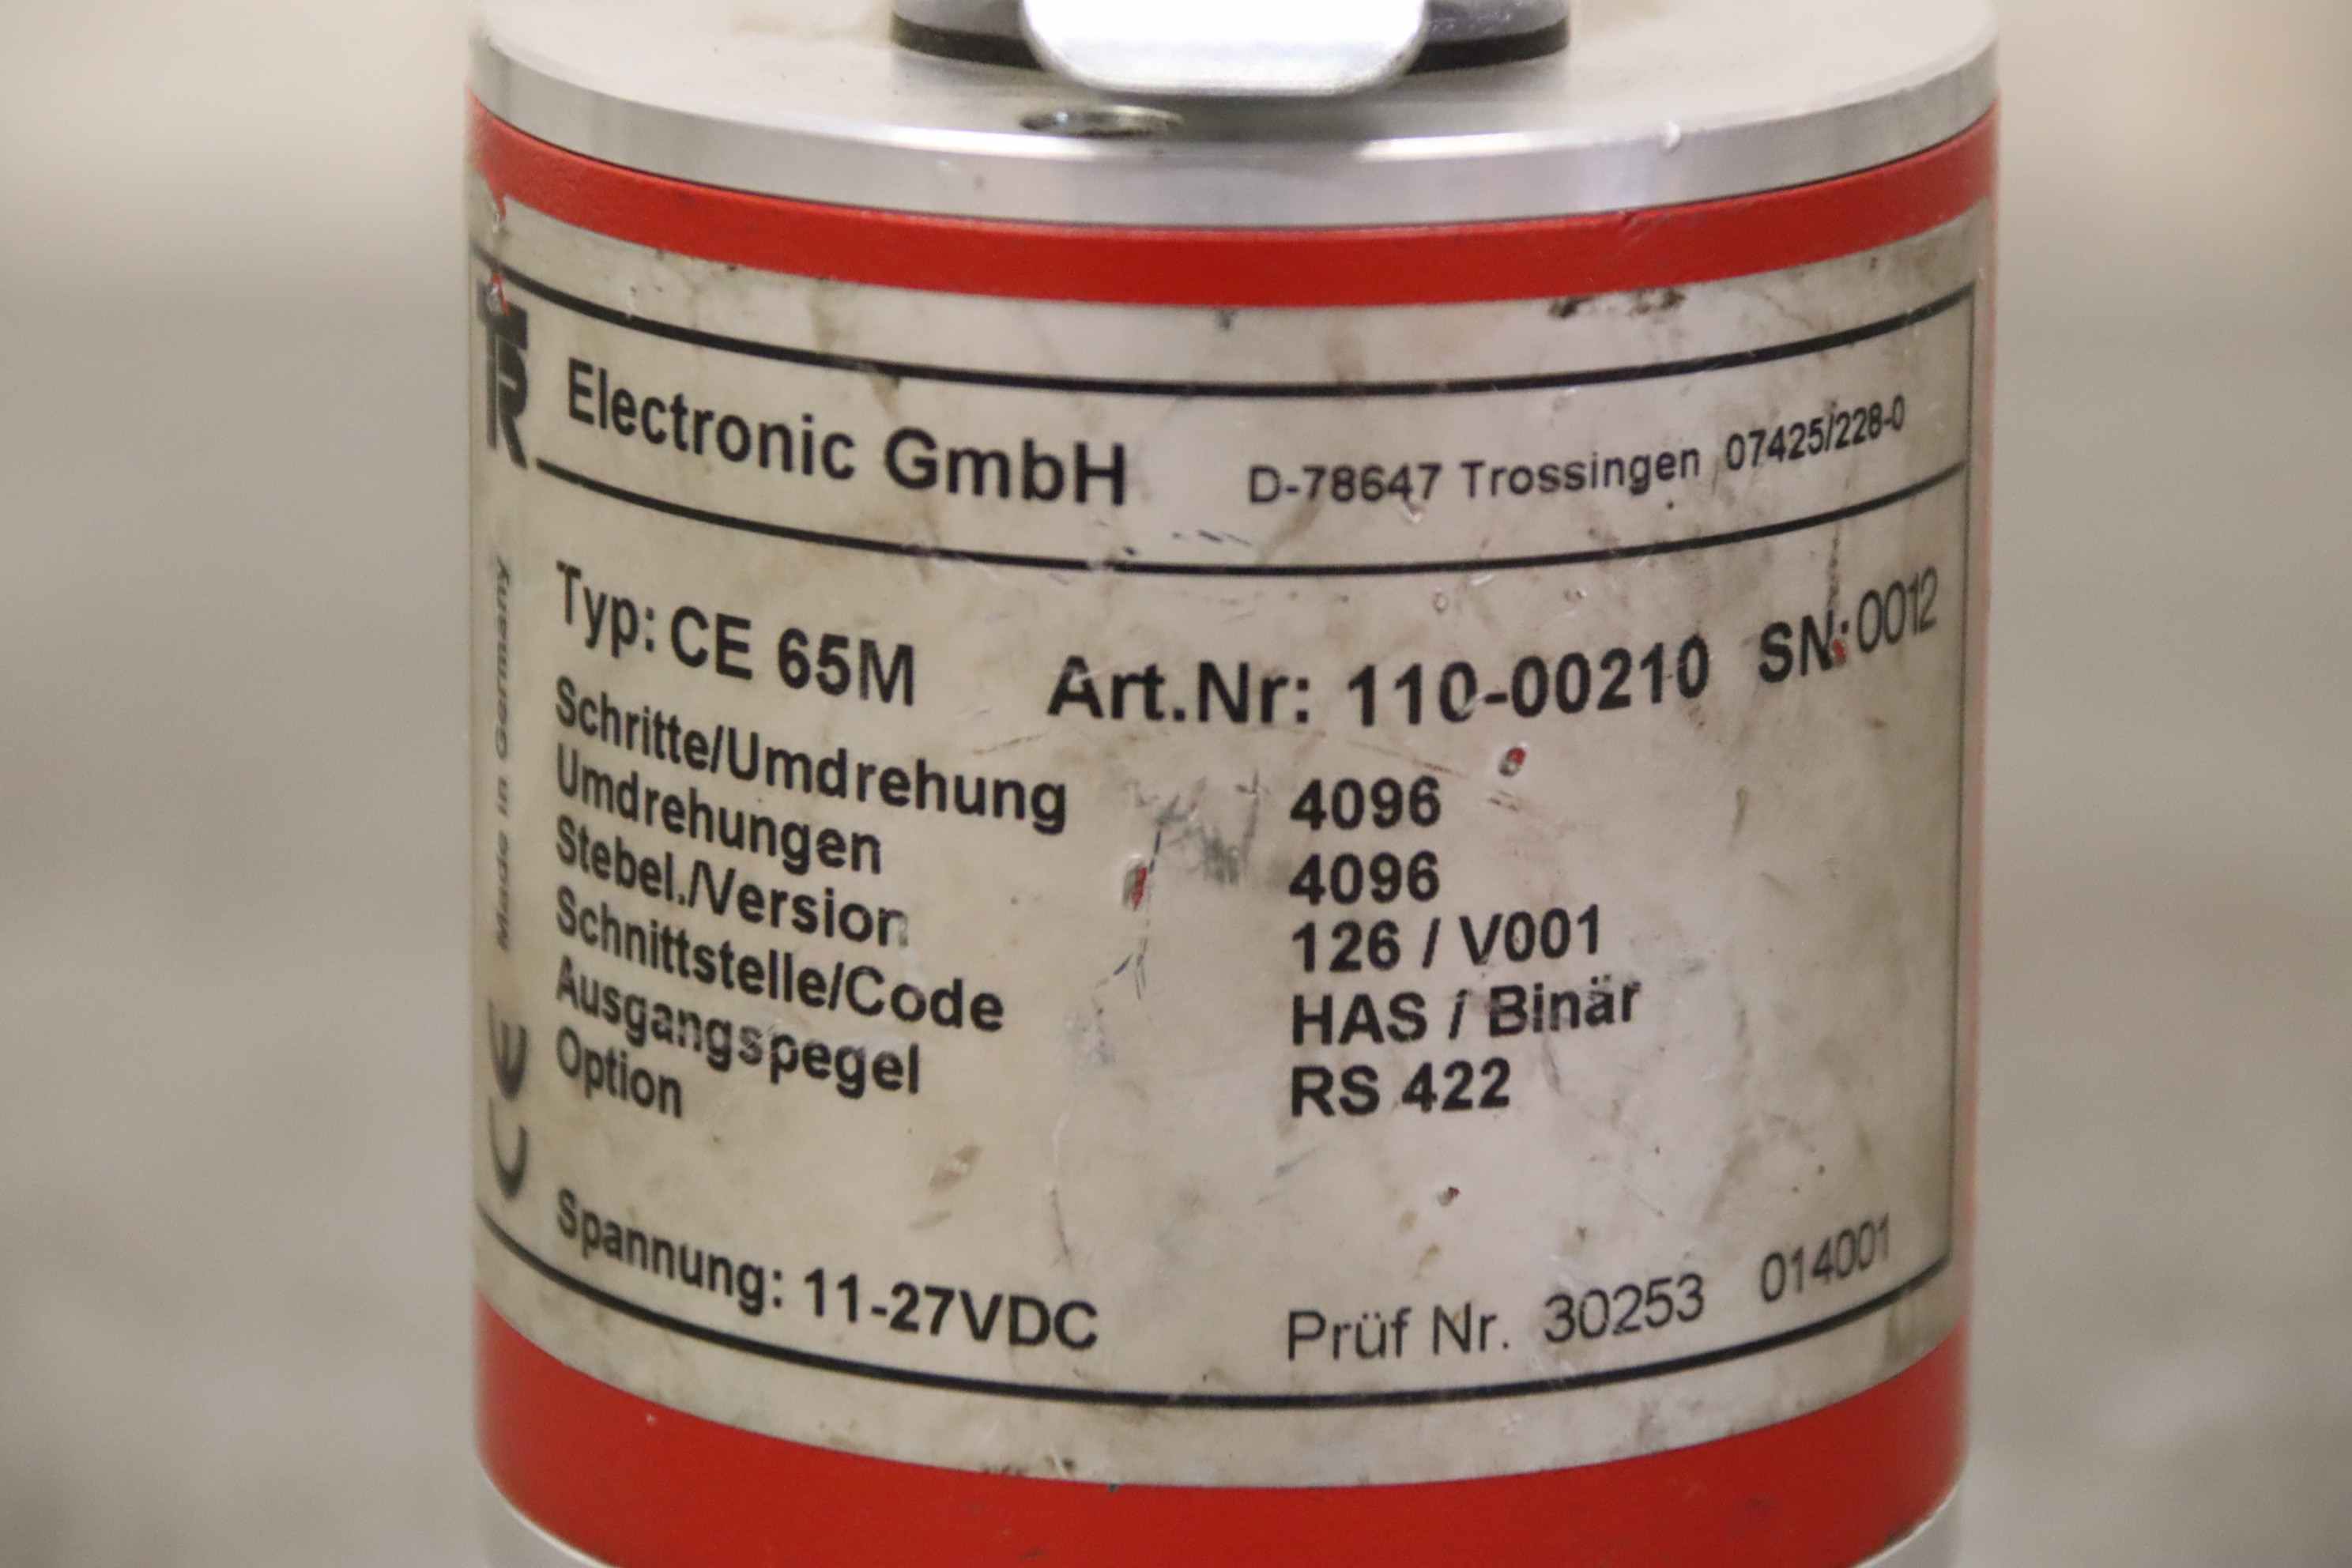 TR Electronic GmbH D-78647 Trossingen 07425/228-0
Made in Germany
CE
Typ: CE 65M Art.Nr: 110-00210 SN: 0012
Schritte/Umdrehung 4096
Umdrehungen 4096
Stebel./Version 126 / V001
Schnittstelle/Code HAS / Binär
Ausgangspegel RS 422
Option
Spannung: 11-27VDC Prüf Nr. 30253 014001